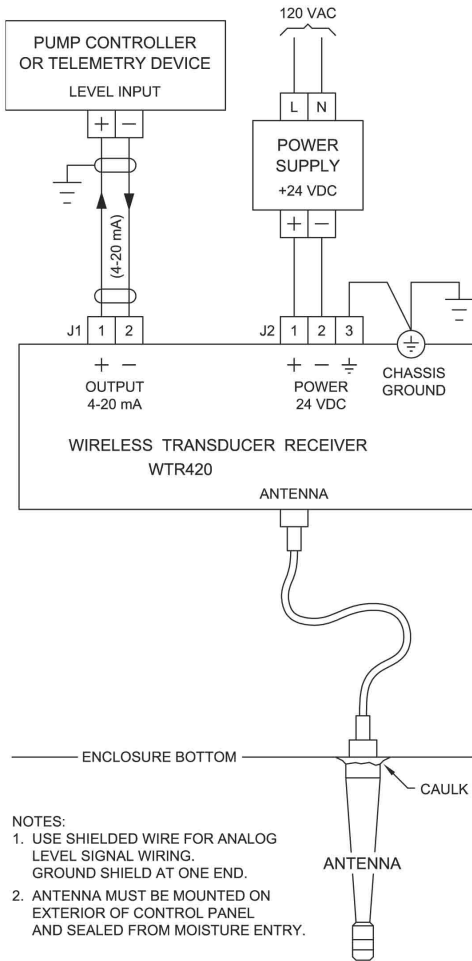 120 VAC
PUMP CONTROLLER
OR TELEMETRY DEVICE
LEVEL INPUT
+ −
L N
POWER
SUPPLY
+24 VDC
+ −
(4-20 mA)
J1 1 2
J2 1 2 3
+ −
OUTPUT
4-20 mA
+ −
POWER
24 VDC
CHASSIS
GROUND
WIRELESS TRANSDUCER RECEIVER
WTR420
ANTENNA
ENCLOSURE BOTTOM
CAULK
ANTENNA
NOTES:
1. USE SHIELDED WIRE FOR ANALOG
LEVEL SIGNAL WIRING.
GROUND SHIELD AT ONE END.
2. ANTENNA MUST BE MOUNTED ON
EXTERIOR OF CONTROL PANEL
AND SEALED FROM MOISTURE ENTRY.